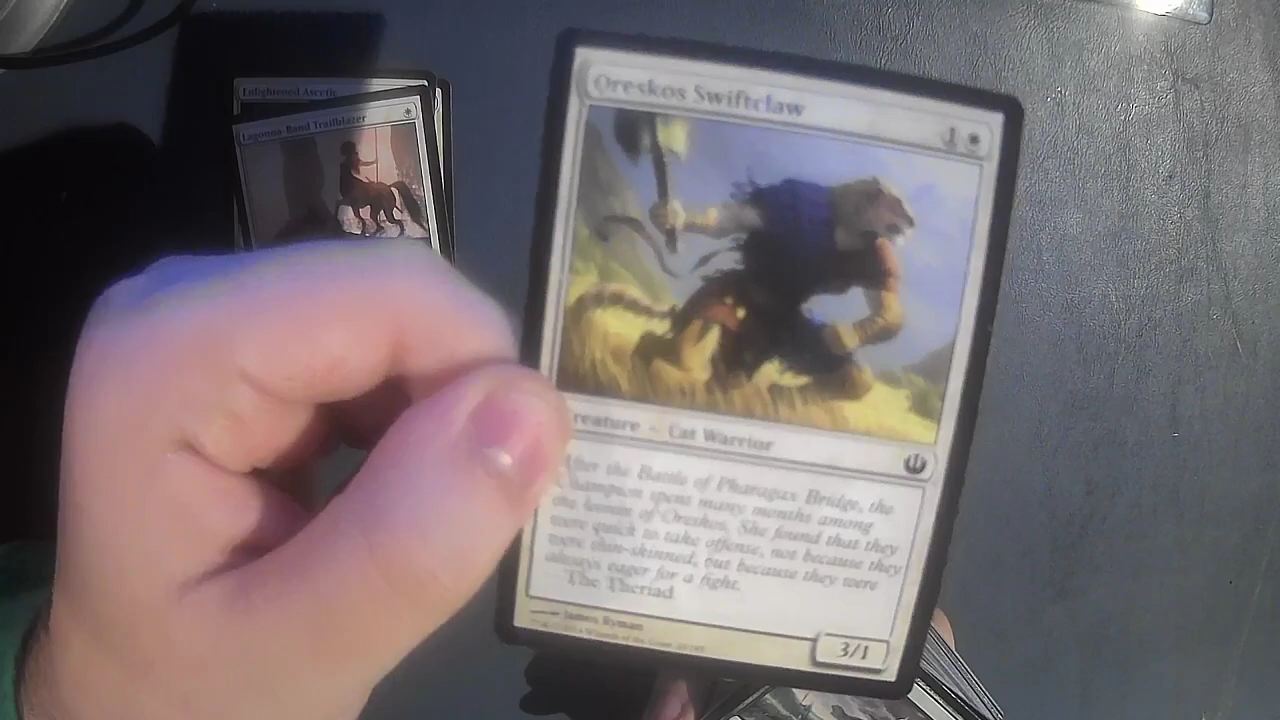 Enlightened Ascetic
Lagonna-Band Trailblazer
Oreskos Swiftclaw
1
Creature - Cat Warrior
After the Battle of Pharagax Bridge, the
Champion spent many months among
the leonin of Oreskos. She found that they
were quick to take offense, not because they
were thin-skinned, but because they were
always eager for a fight.
The Theriad
James Ryman
3/1